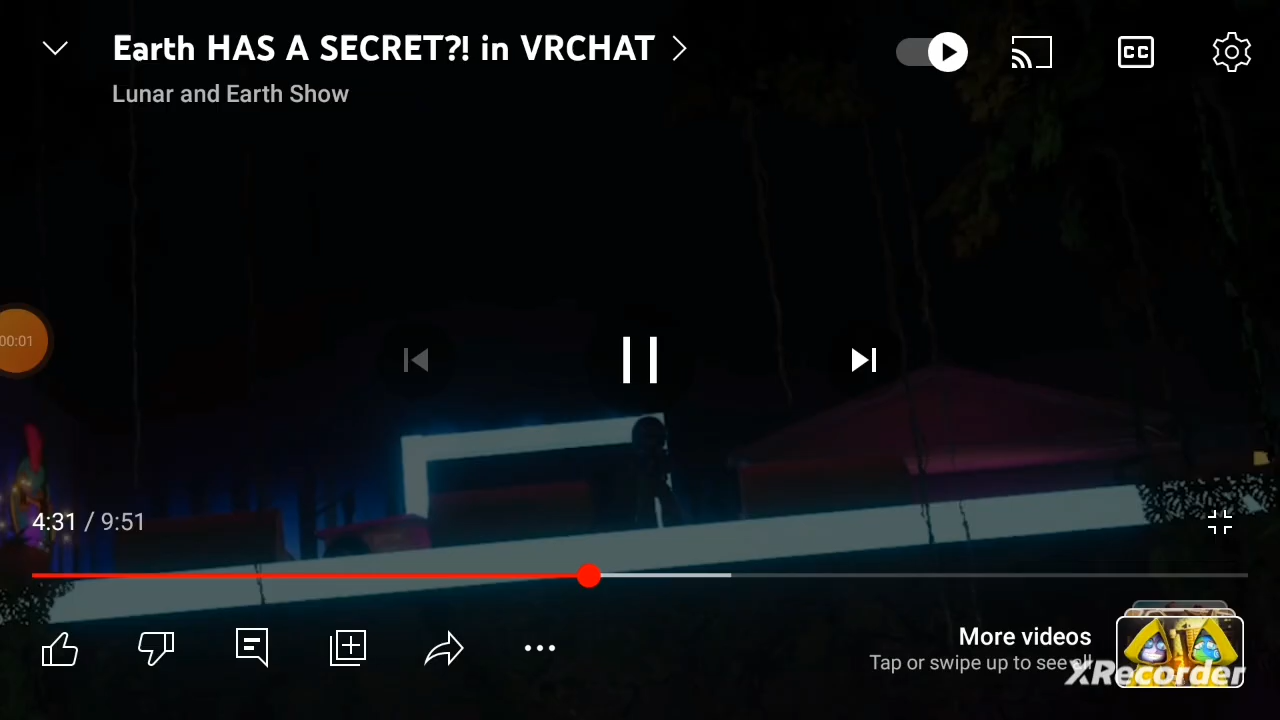 Earth HAS A SECRET?! in VRCHAT
Lunar and Earth Show
CC
00:01
4:31 / 9:51
More videos
Tap or swipe up to see all
XRecorder